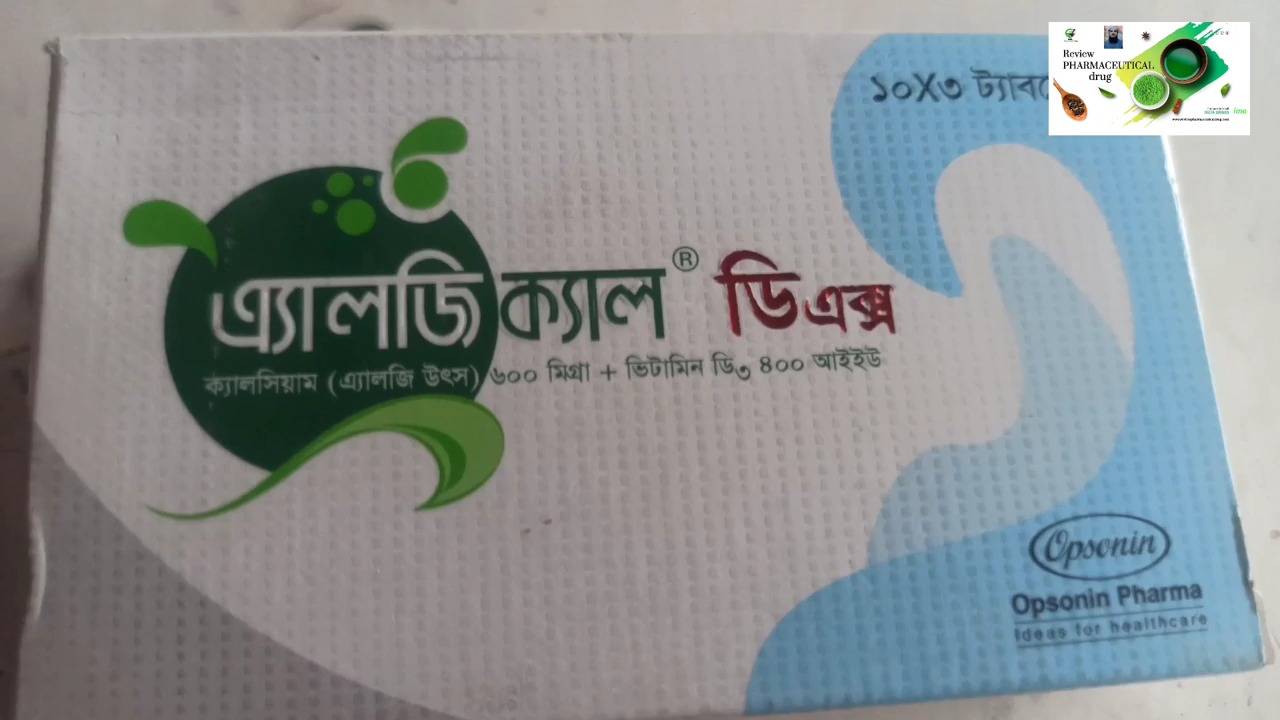 ১০X৩
Review
PHARMACEUTICAL
drug
এ্যালজিক্যাল® ডিএক্স
ক্যালসিয়াম (এ্যালজি উৎস) ৬০০ মিগ্রা + ভিটামিন ডি৩ ৪০০ আইইউ
Opsonin
Opsonin Pharma
Ideas for healthcare